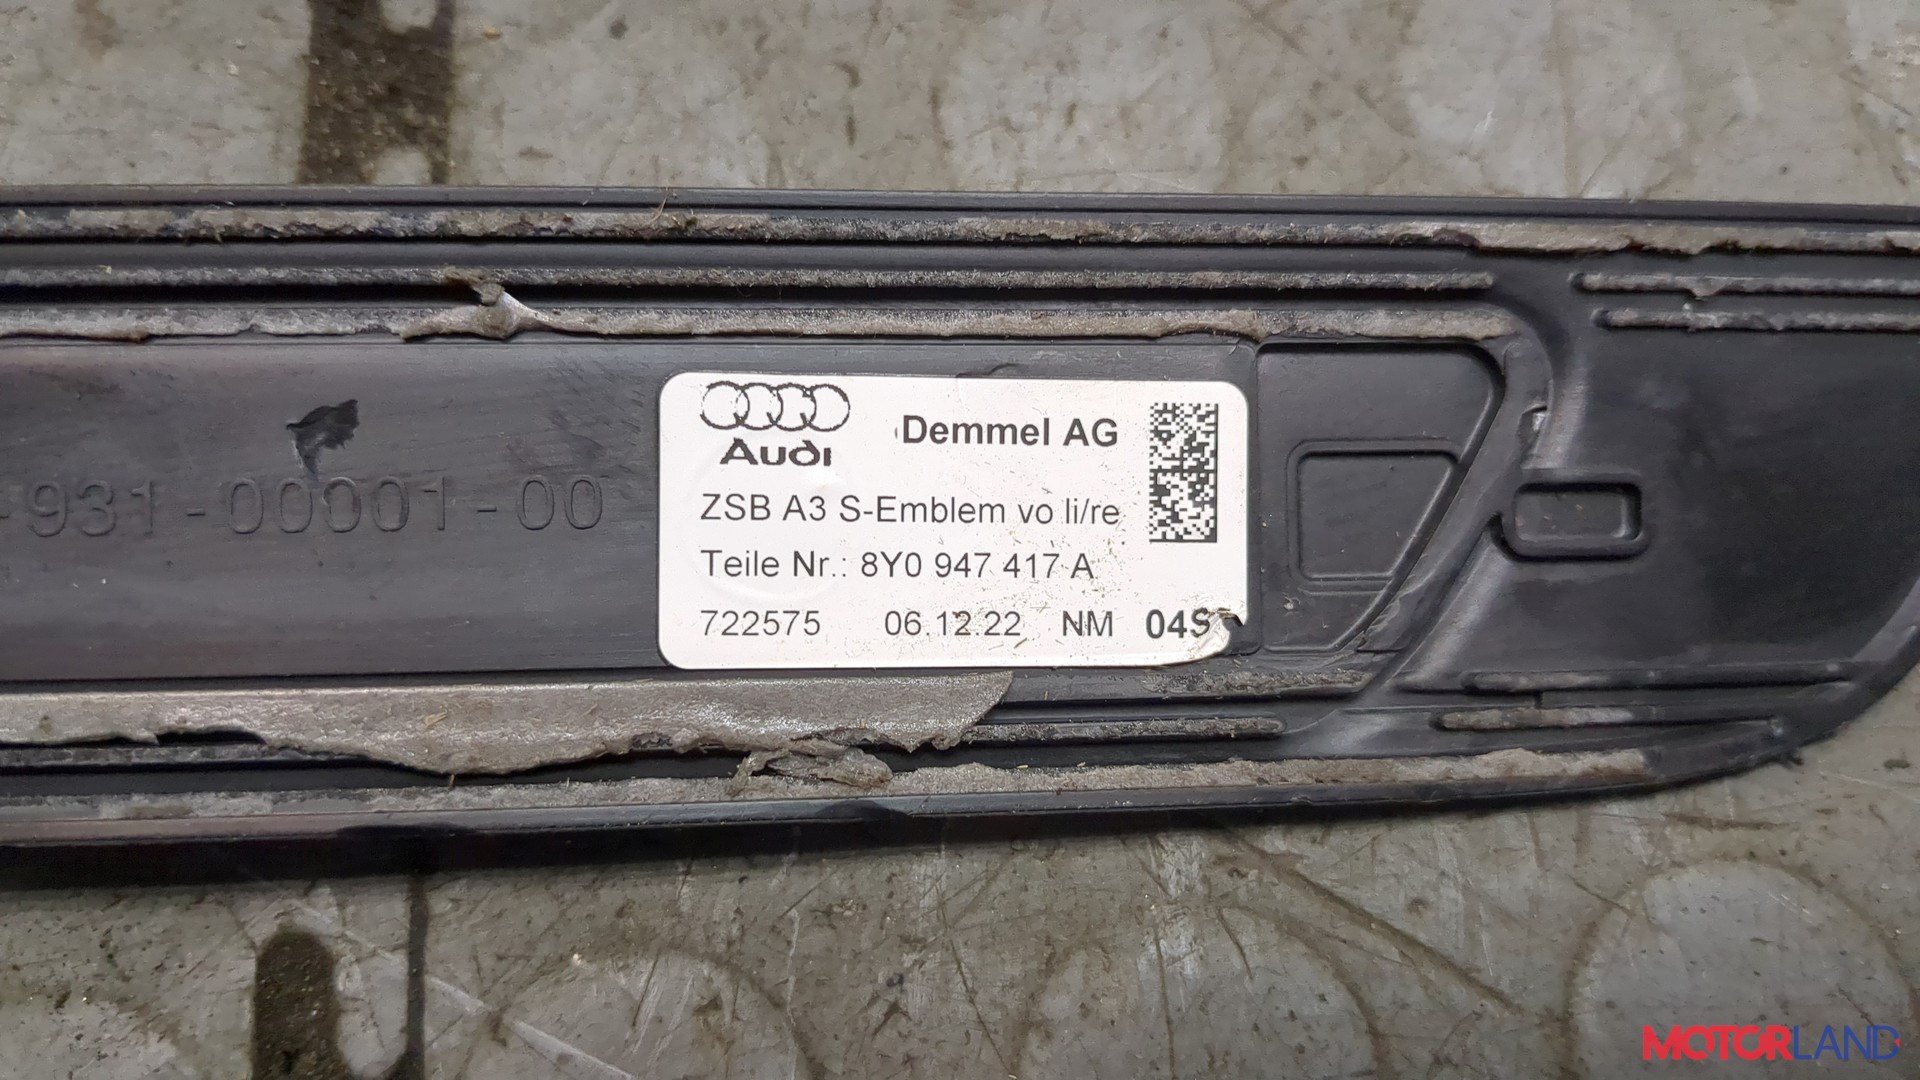 -931-00001-00
Audi
Demmel AG
ZSB A3 S-Emblem vo li/re
Teile Nr.: 8Y0 947 417 A
722575 06.12.22 NM 04S
MOTORLAND